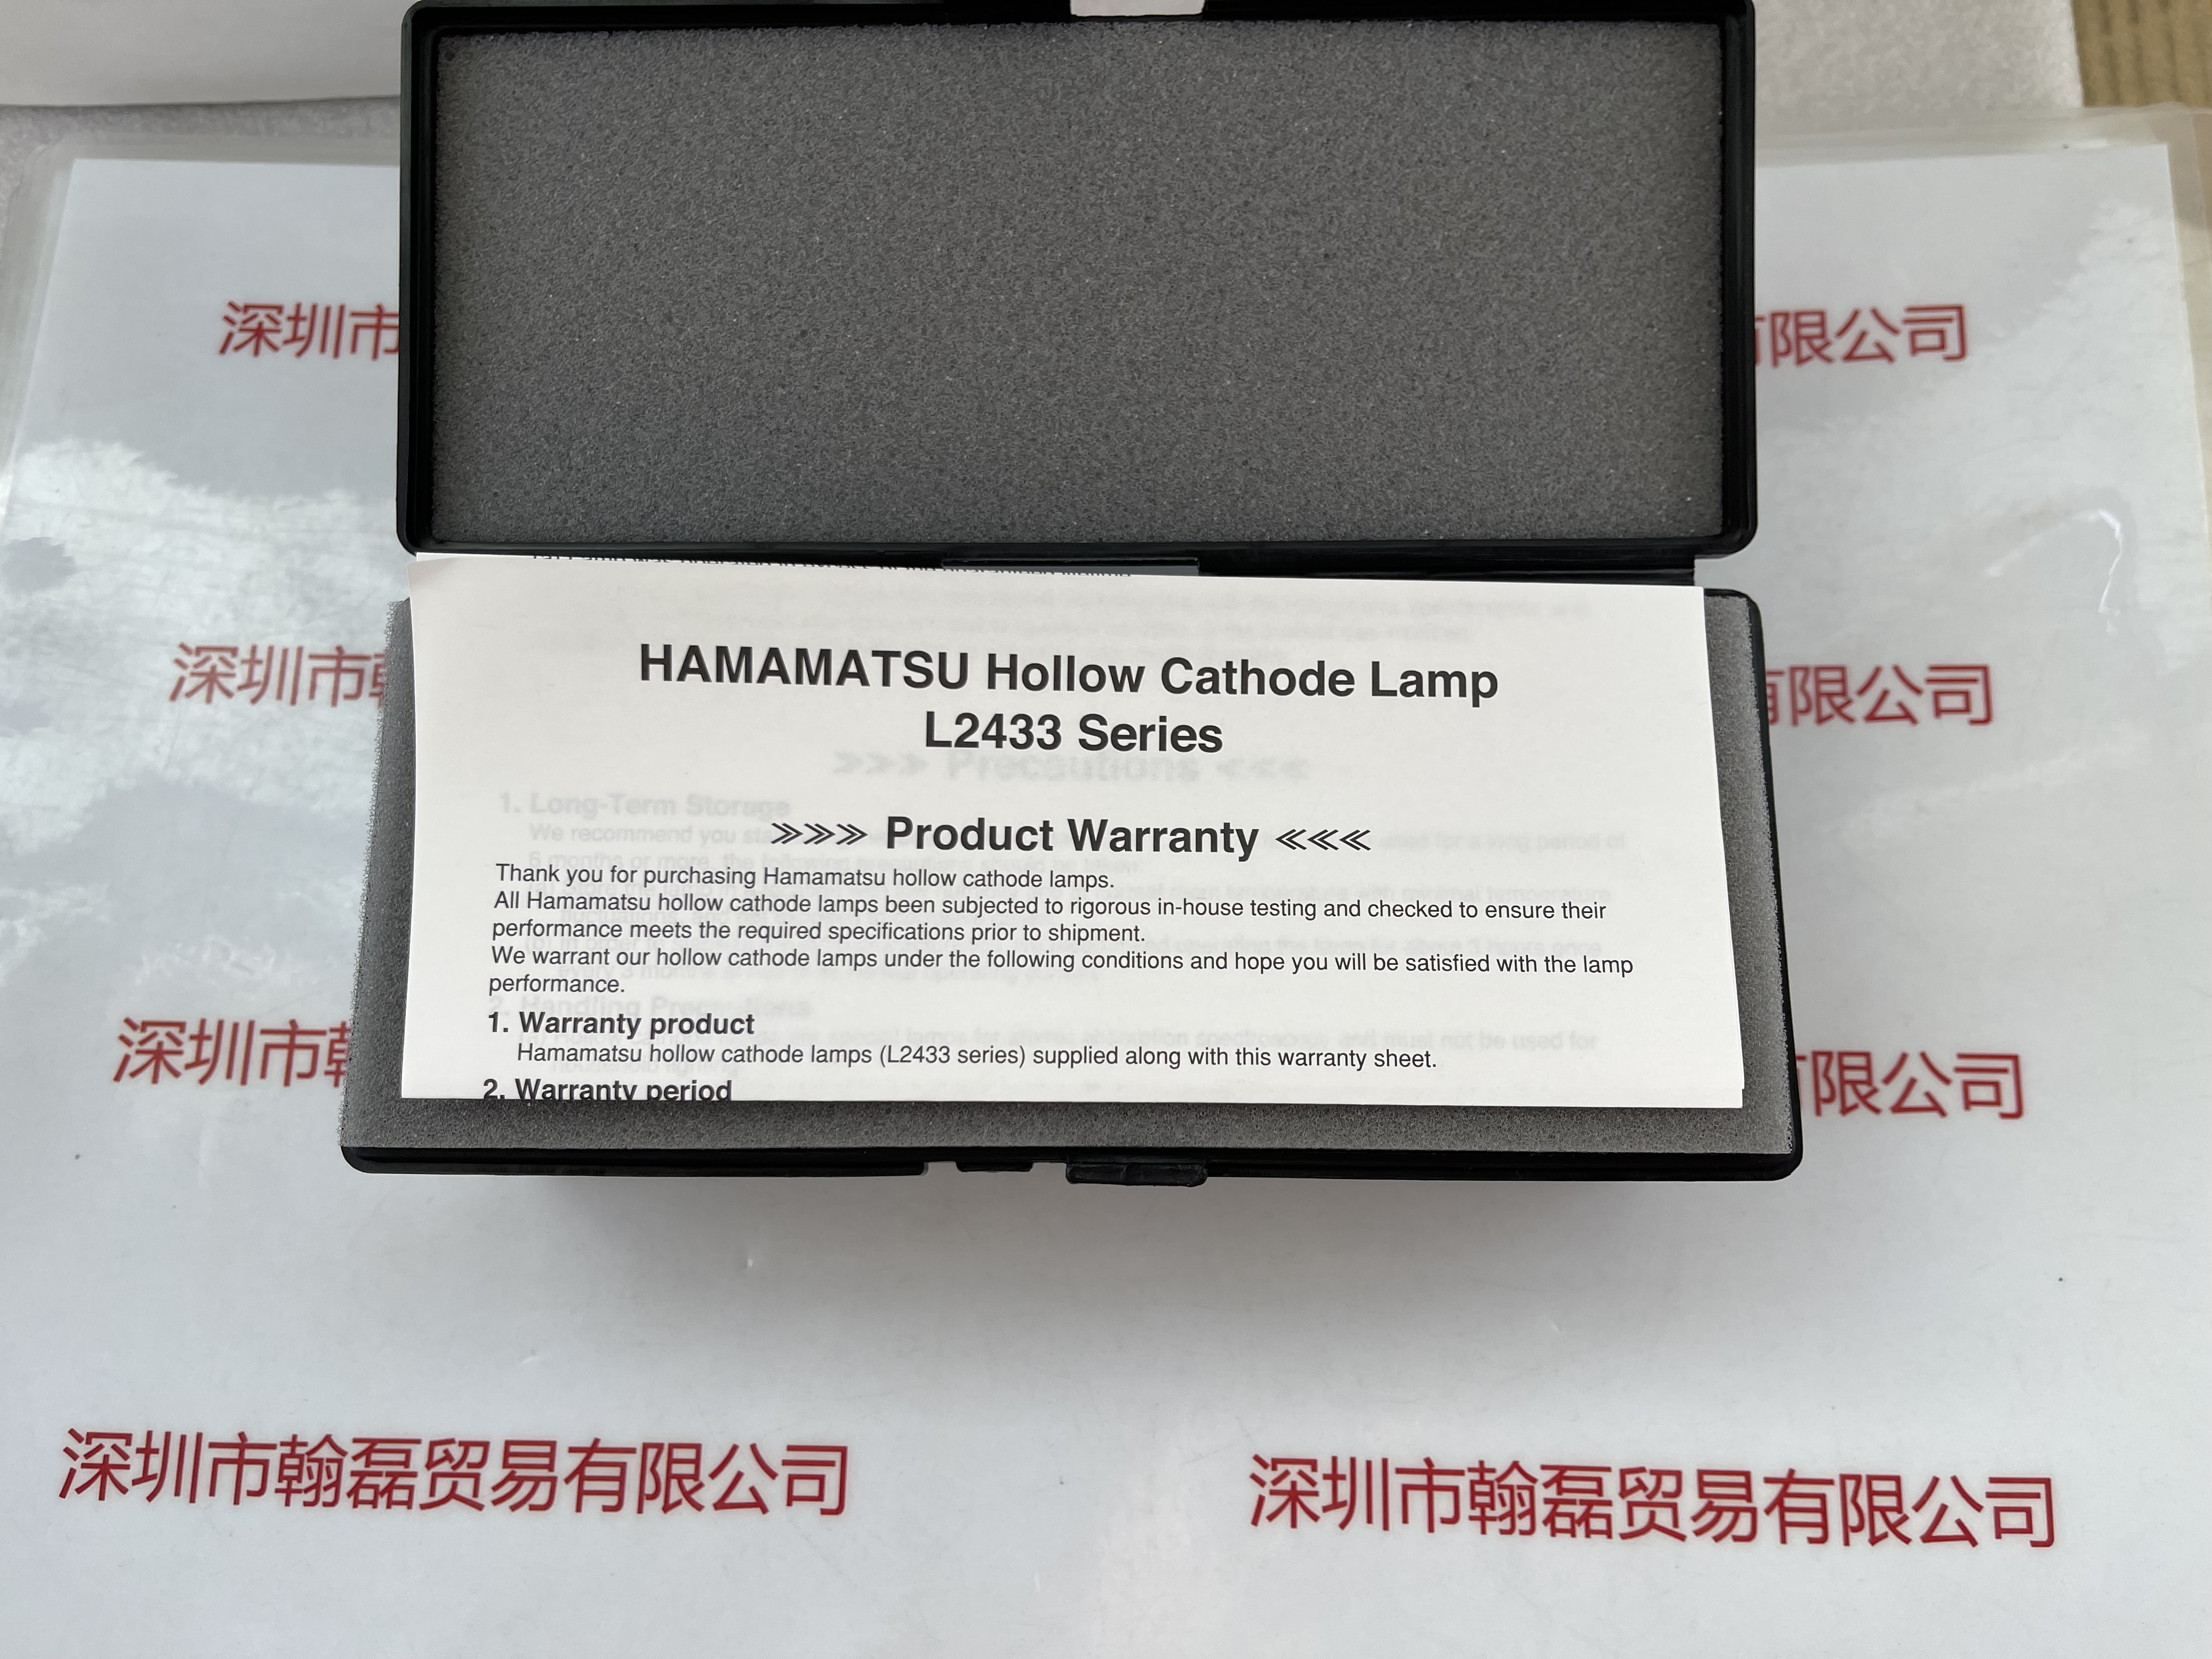 深圳市
有限公司
HAMAMATSU Hollow Cathode Lamp
L2433 Series
深圳市
有限公司
>>> Precautions <<<
1. Long-Term Storage
≫≫≫ Product Warranty ≪≪≪
Thank you for purchasing Hamamatsu hollow cathode lamps.
All Hamamatsu hollow cathode lamps been subjected to rigorous in-house testing and checked to ensure their
performance meets the required specifications prior to shipment.
We warrant our hollow cathode lamps under the following conditions and hope you will be satisfied with the lamp
performance.
1. Warranty product
Hamamatsu hollow cathode lamps (L2433 series) supplied along with this warranty sheet.
2. Warranty period
深圳市
限公司
深圳市翰磊贸易有限公司
深圳市翰磊贸易有限公司